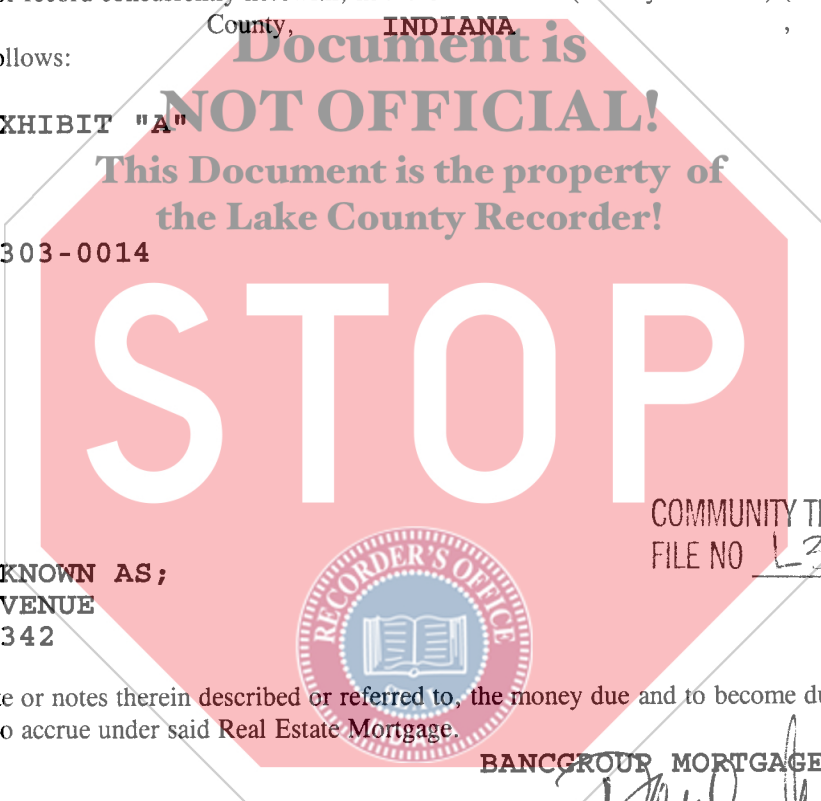 County, INDIANA ,
Document is
ollows:
NOT OFFICIAL!
XHIBIT "A"
This Document is the property of
the Lake County Recorder!
303-0014
STOP
COMMUNITY T
FILE NO L
RECORDER'S OFFICE
KNOWN AS;
VENUE
342
e or notes therein described or referred to, the money due and to become du
o accrue under said Real Estate Mortgage.
BANCGROUP MORTGAGE